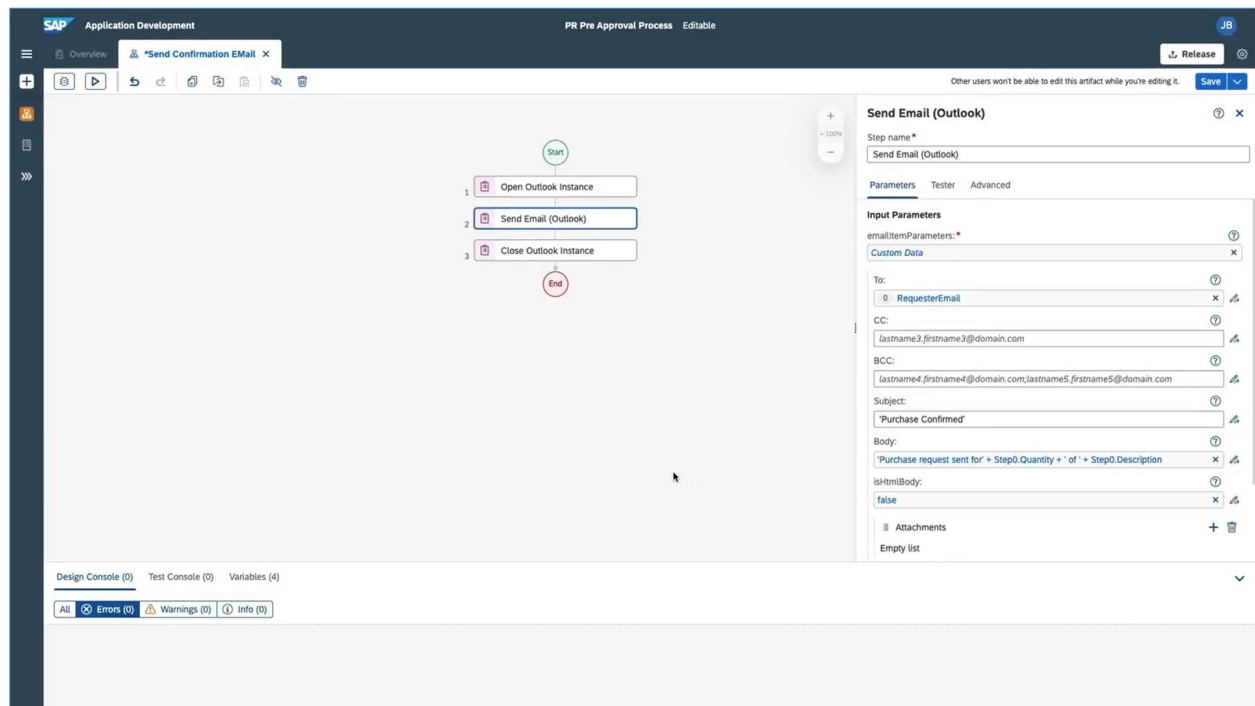 SAP Application Development PR Pre Approval Process Editable JB
Overview *Send Confirmation EMail Release
Other users won't be able to edit this artifact while you're editing it. Save
Send Email (Outlook)
Step name*
Send Email (Outlook)
Parameters Tester Advanced
Input Parameters
emailItemParameters:*
Custom Data
To:
0 RequesterEmail
CC:
lastname3.firstname3@domain.com
BCC:
lastname4.firstname4@domain.com;lastname5.firstname5@domain.com
Subject:
'Purchase Confirmed'
Body:
'Purchase request sent for' + Step0.Quantity + ' of ' + Step0.Description
isHtmlBody:
false
Attachments
Empty list
~100%
Start
1 Open Outlook Instance
2 Send Email (Outlook)
3 Close Outlook Instance
End
Design Console (0) Test Console (0) Variables (4)
All Errors (0) Warnings (0) Info (0)